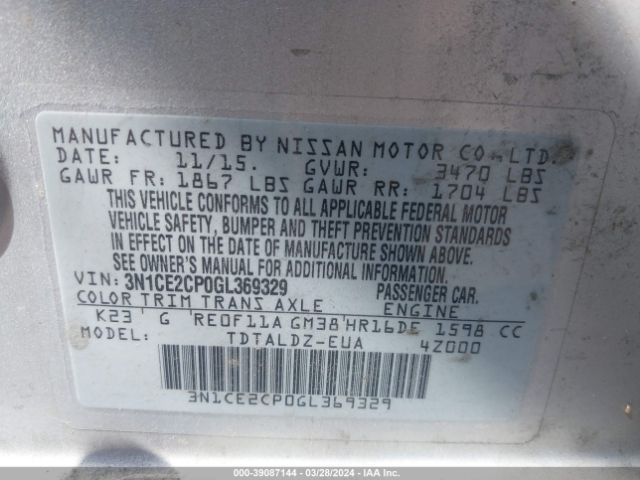 MANUFACTURED BY NISSAN MOTOR CO.,LTD.
DATE: 11/15. GVWR: 3470 LBS
GAWR FR: 1867 LBS GAWR RR: 1704 LBS
THIS VEHICLE CONFORMS TO ALL APPLICABLE FEDERAL MOTOR
VEHICLE SAFETY, BUMPER AND THEFT PREVENTION STANDARDS
IN EFFECT ON THE DATE OF MANUFACTURE SHOWN ABOVE.
SEE OWNER'S MANUAL FOR ADDITIONAL INFORMATION.
VIN: 3N1CE2CP0GL369329 PASSENGER CAR.
COLOR TRIM TRANS AXLE ENGINE
K23 G RE0F11A GM38 HR16DE 1598 CC
MODEL: TDTALDZ-EUA 4Z000
3N1CE2CP0GL369329
000-39087144 | 03/28/2024 - IAA Inc.